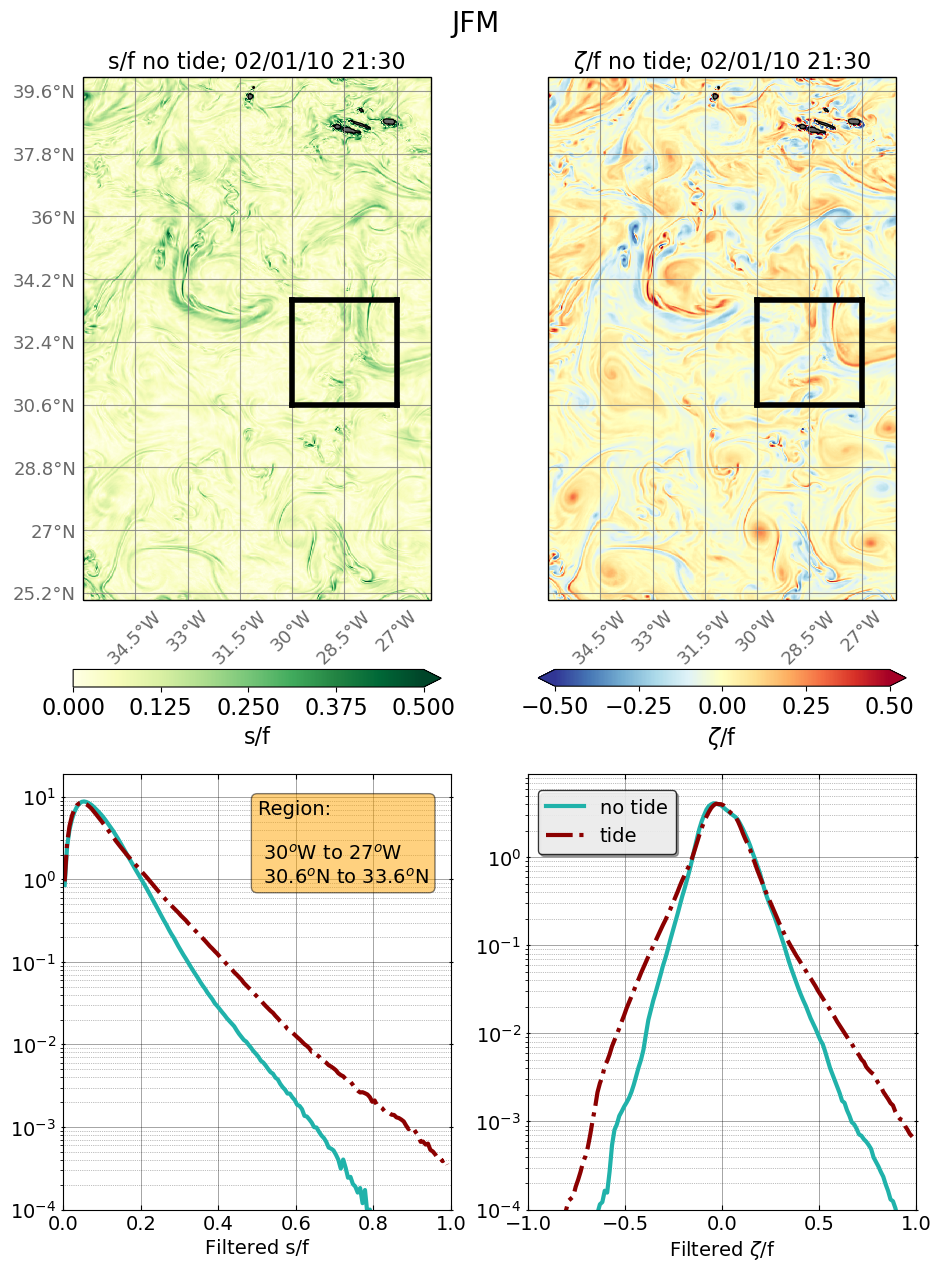 JFM
s/f no tide; 02/01/10 21:30
ζ/f no tide; 02/01/10 21:30
39.6°N
37.8°N
36°N
34.2°N
32.4°N
30.6°N
28.8°N
27°N
25.2°N
34.5°W 33°W 31.5°W 30°W 28.5°W 27°W
34.5°W 33°W 31.5°W 30°W 28.5°W 27°W
0.000 0.125 0.250 0.375 0.500
s/f
−0.50 −0.25 0.00 0.25 0.50
ζ/f
10¹
10⁰
10⁻¹
10⁻²
10⁻³
10⁻⁴
Region:
30°W to 27°W
30.6°N to 33.6°N
0.0 0.2 0.4 0.6 0.8 1.0
Filtered s/f
no tide
tide
10⁰
10⁻¹
10⁻²
10⁻³
10⁻⁴
−1.0 −0.5 0.0 0.5 1.0
Filtered ζ/f